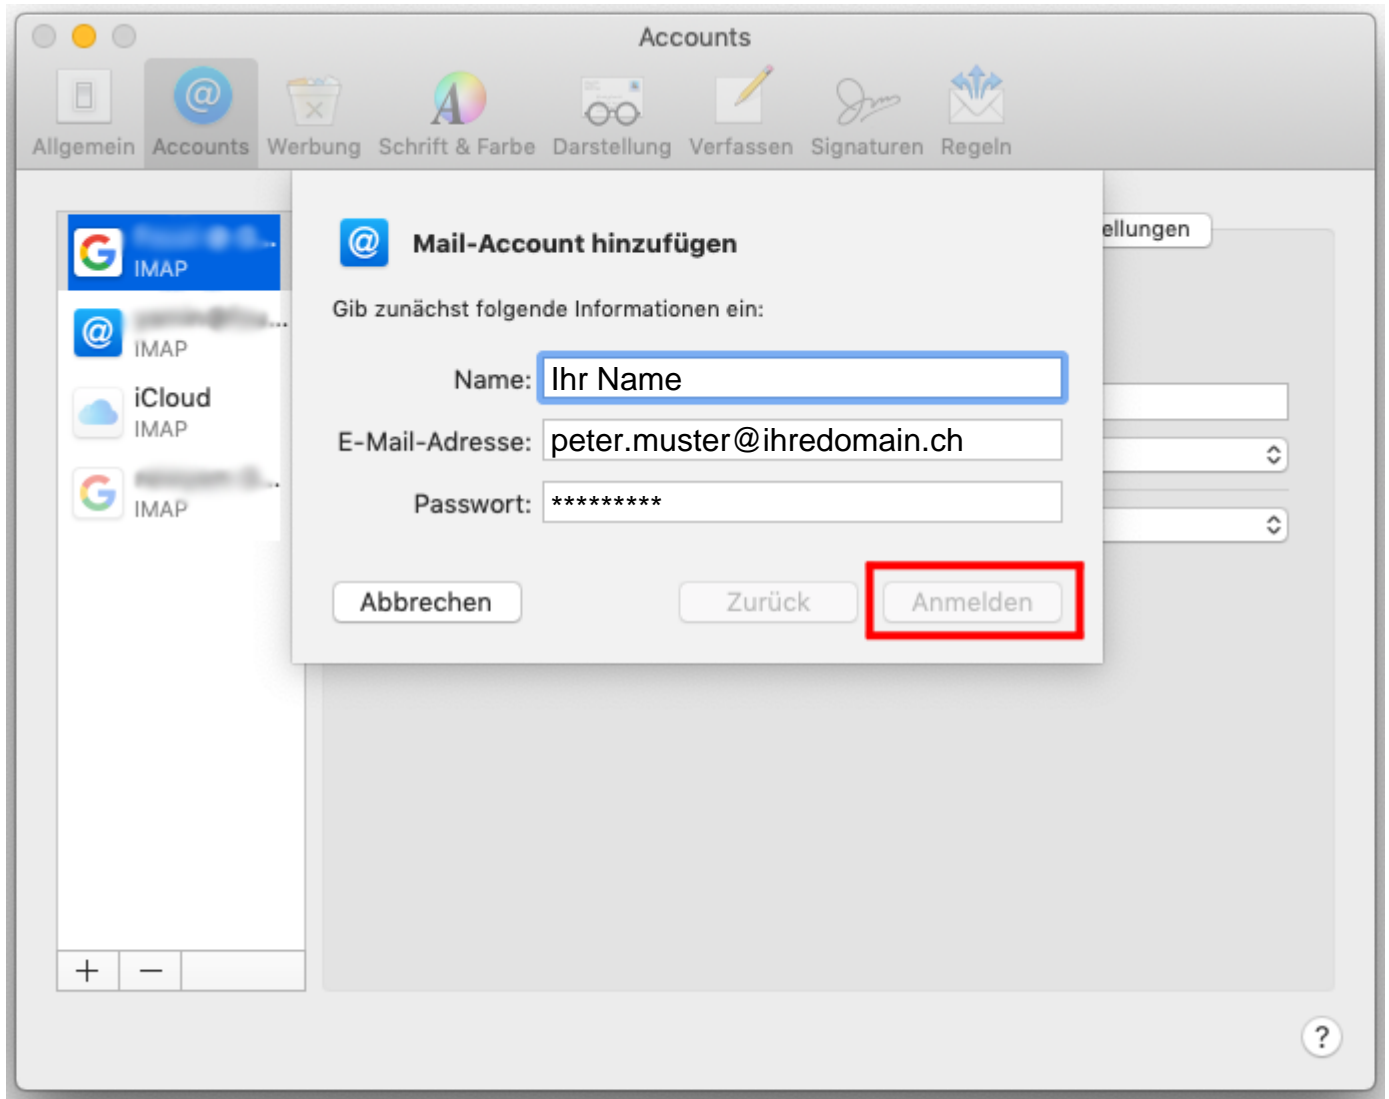 Accounts
Allgemein Accounts Werbung Schrift & Farbe Darstellung Verfassen Signaturen Regeln
IMAP
IMAP
iCloud
IMAP
IMAP
Mail-Account hinzufügen
Gib zunächst folgende Informationen ein:
Name: Ihr Name
E-Mail-Adresse: peter.muster@ihredomain.ch
Passwort: *********
Abbrechen Zurück Anmelden
ellungen
+ −
?